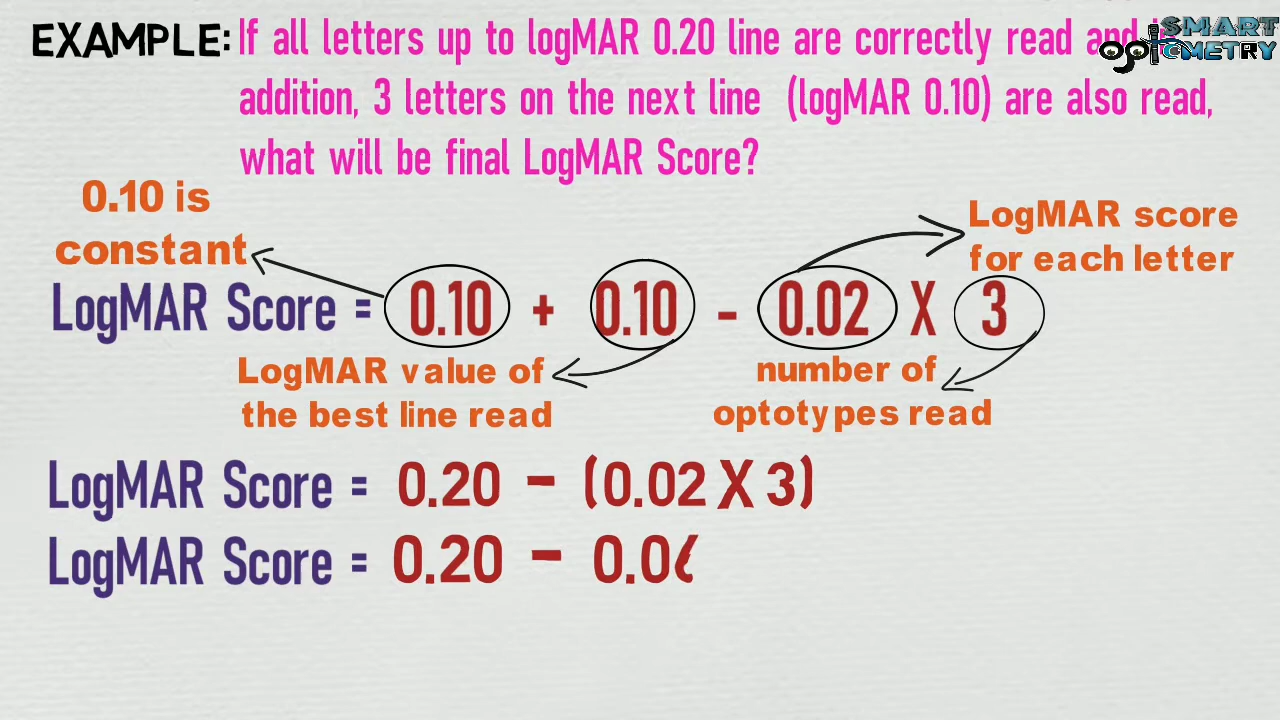 EXAMPLE: If all letters up to logMAR 0.20 line are correctly read and
SMART
OPTOMETRY
addition, 3 letters on the next line (logMAR 0.10) are also read,
what will be final LogMAR Score?
0.10 is
constant
LogMAR score
for each letter
LogMAR Score = 0.10 + 0.10 - 0.02 X 3
LogMAR value of
the best line read
number of
optotypes read
LogMAR Score = 0.20 - (0.02 X 3)
LogMAR Score = 0.20 - 0.0